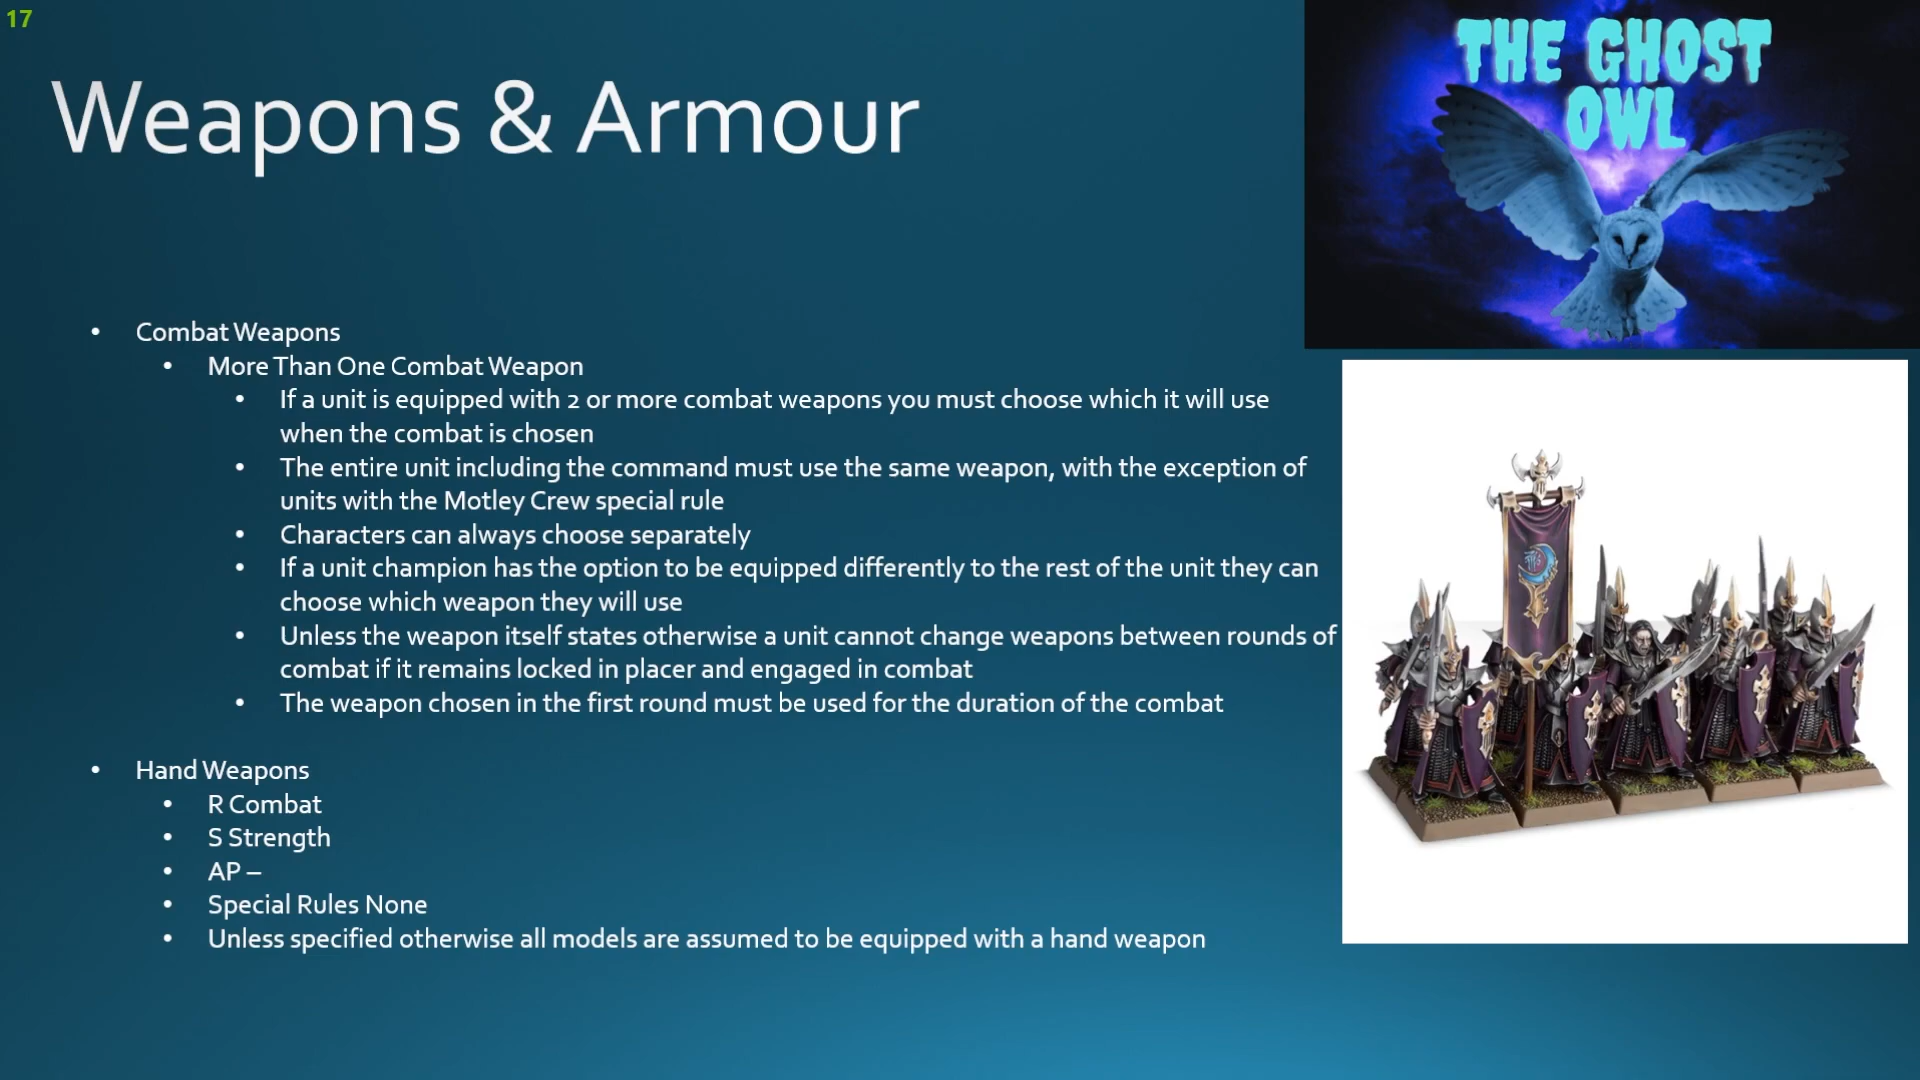 17
THE GHOST
OWL
Weapons & Armour
• Combat Weapons
• More Than One Combat Weapon
• If a unit is equipped with 2 or more combat weapons you must choose which it will use
when the combat is chosen
• The entire unit including the command must use the same weapon, with the exception of
units with the Motley Crew special rule
• Characters can always choose separately
• If a unit champion has the option to be equipped differently to the rest of the unit they can
choose which weapon they will use
• Unless the weapon itself states otherwise a unit cannot change weapons between rounds of
combat if it remains locked in placer and engaged in combat
• The weapon chosen in the first round must be used for the duration of the combat
• Hand Weapons
• R Combat
• S Strength
• AP –
• Special Rules None
• Unless specified otherwise all models are assumed to be equipped with a hand weapon